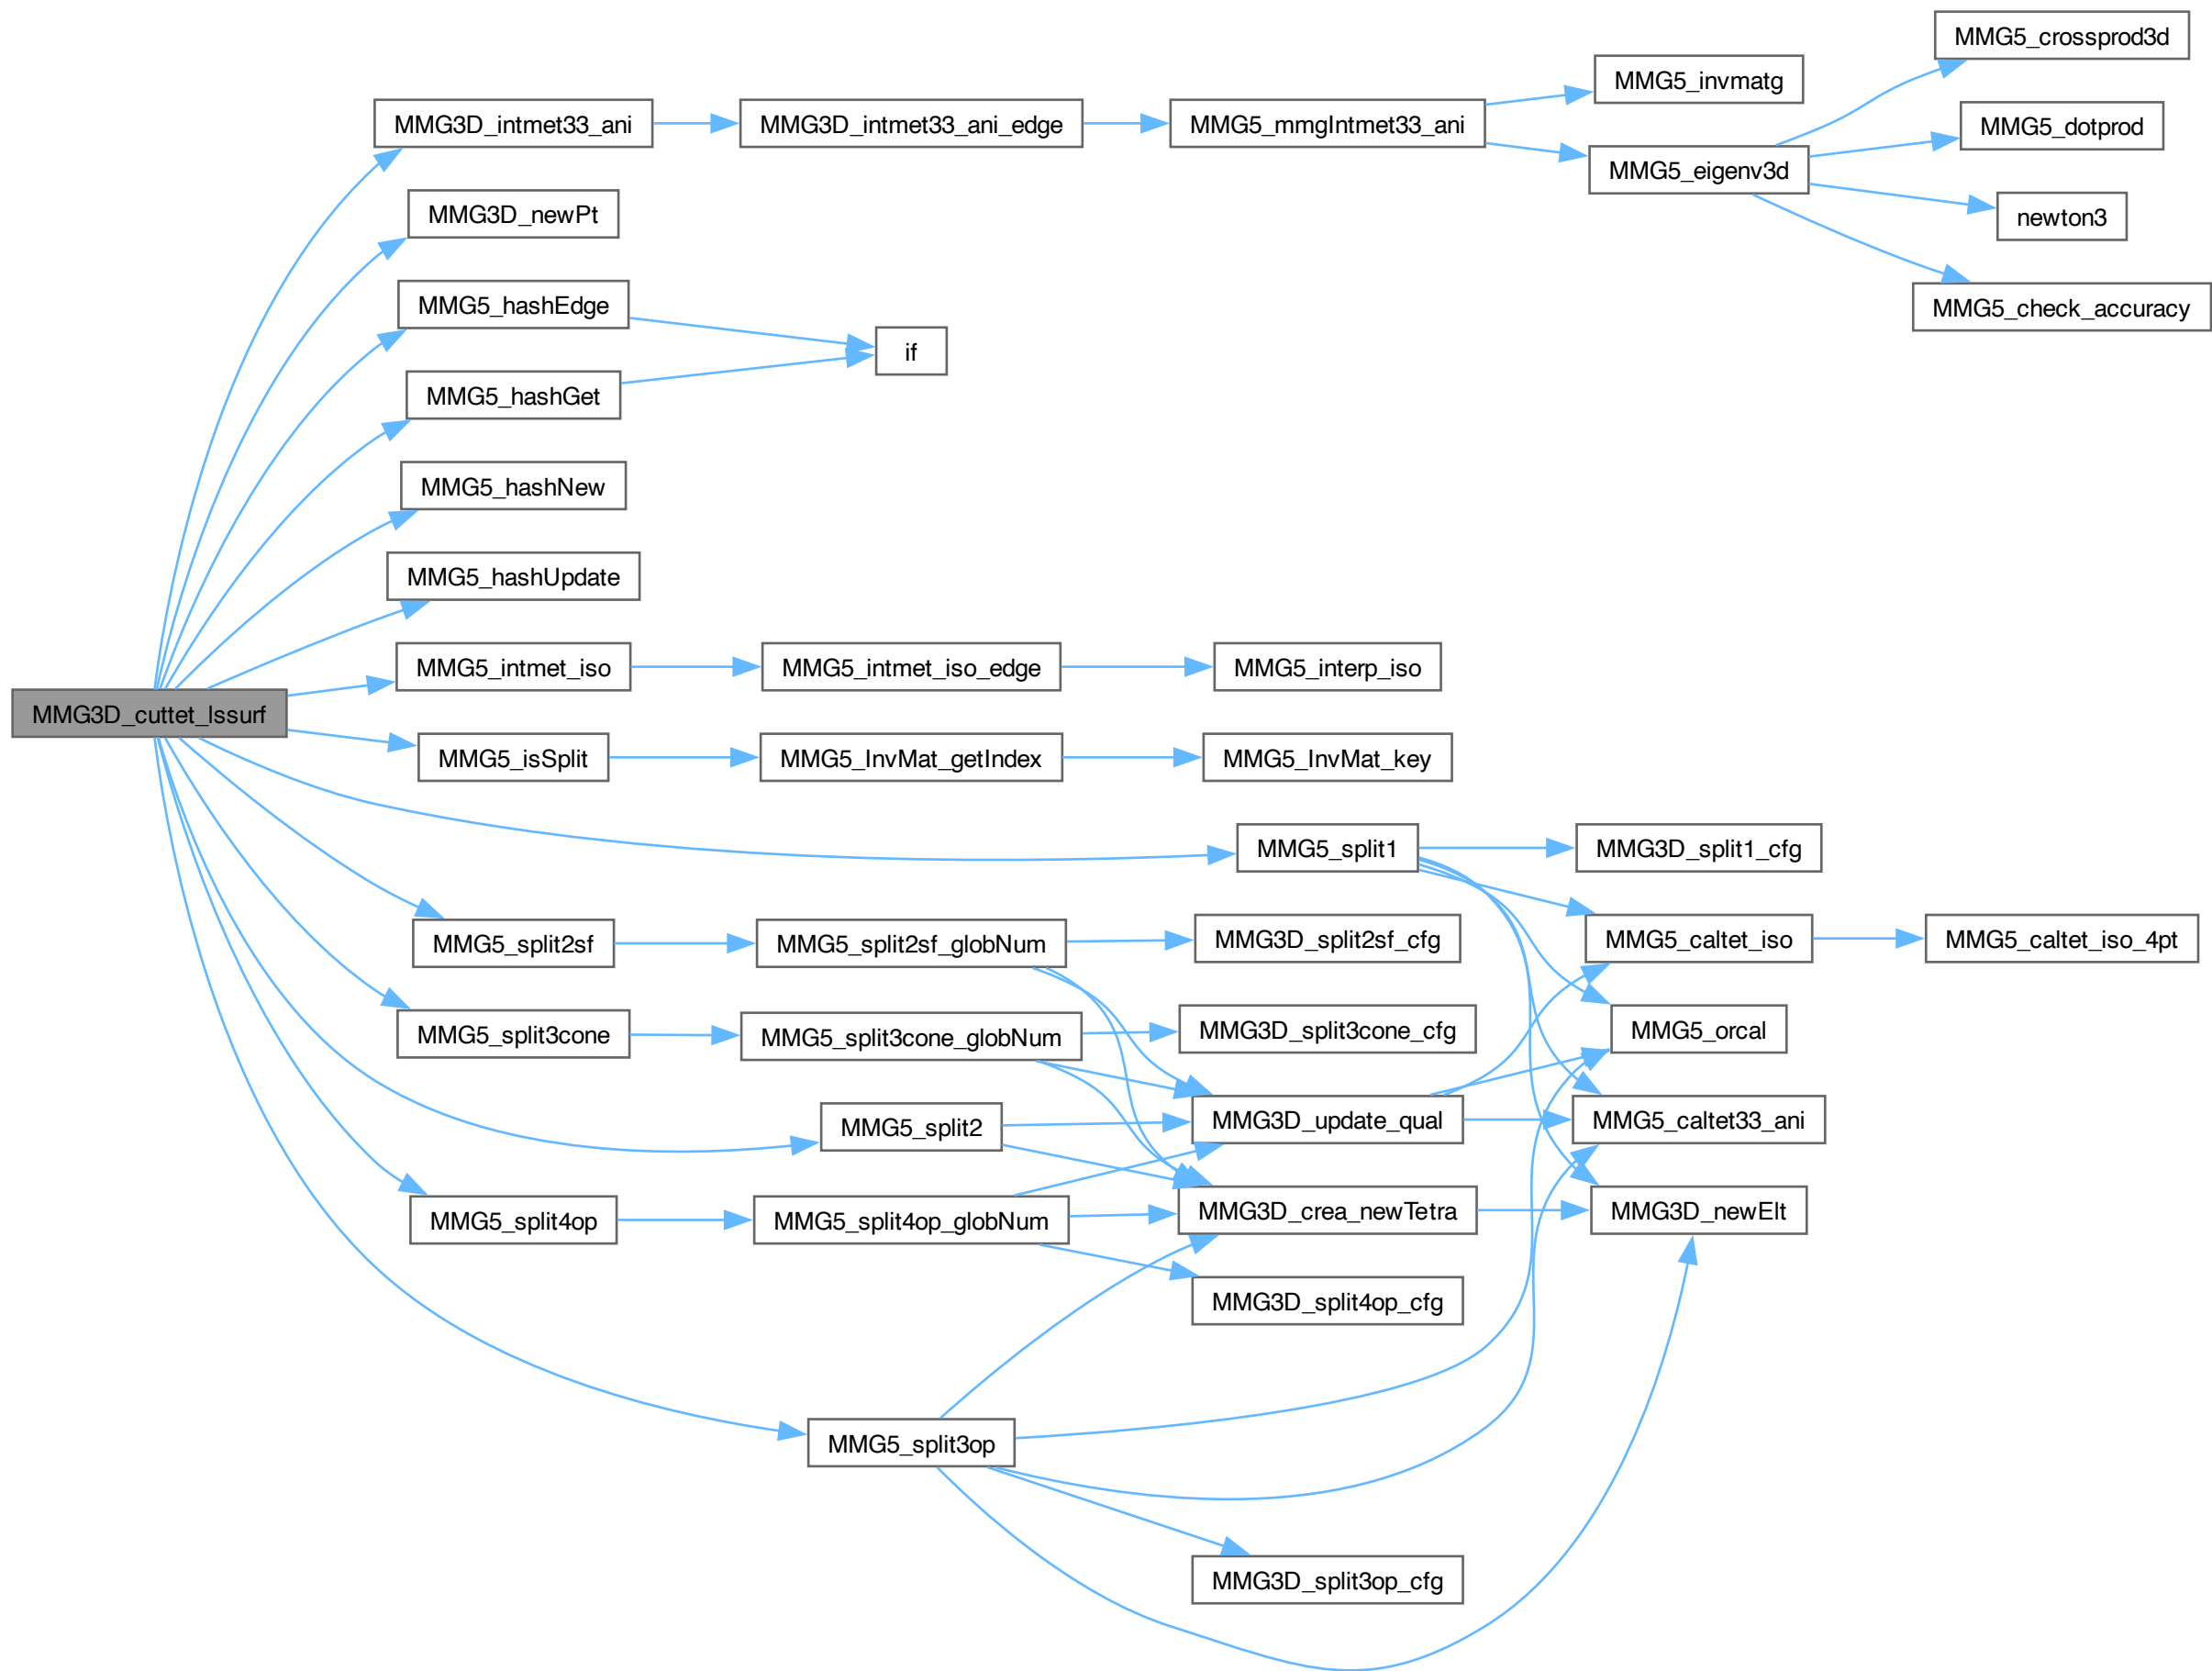 MMG3D_cuttet_lssurf
MMG3D_intmet33_ani
MMG3D_newPt
MMG5_hashEdge
MMG5_hashGet
MMG5_hashNew
MMG5_hashUpdate
MMG5_intmet_iso
MMG5_isSplit
MMG5_split2sf
MMG5_split3cone
MMG5_split4op
MMG3D_intmet33_ani_edge
if
MMG5_intmet_iso_edge
MMG5_InvMat_getIndex
MMG5_split2sf_globNum
MMG5_split3cone_globNum
MMG5_split2
MMG5_split4op_globNum
MMG5_split3op
MMG5_mmgIntmet33_ani
MMG5_interp_iso
MMG5_InvMat_key
MMG5_split1
MMG3D_split2sf_cfg
MMG3D_split3cone_cfg
MMG3D_update_qual
MMG3D_crea_newTetra
MMG3D_split4op_cfg
MMG3D_split3op_cfg
MMG5_invmatg
MMG5_eigenv3d
MMG3D_split1_cfg
MMG5_caltet_iso
MMG5_orcal
MMG5_caltet33_ani
MMG3D_newElt
MMG5_crossprod3d
MMG5_dotprod
newton3
MMG5_check_accuracy
MMG5_caltet_iso_4pt